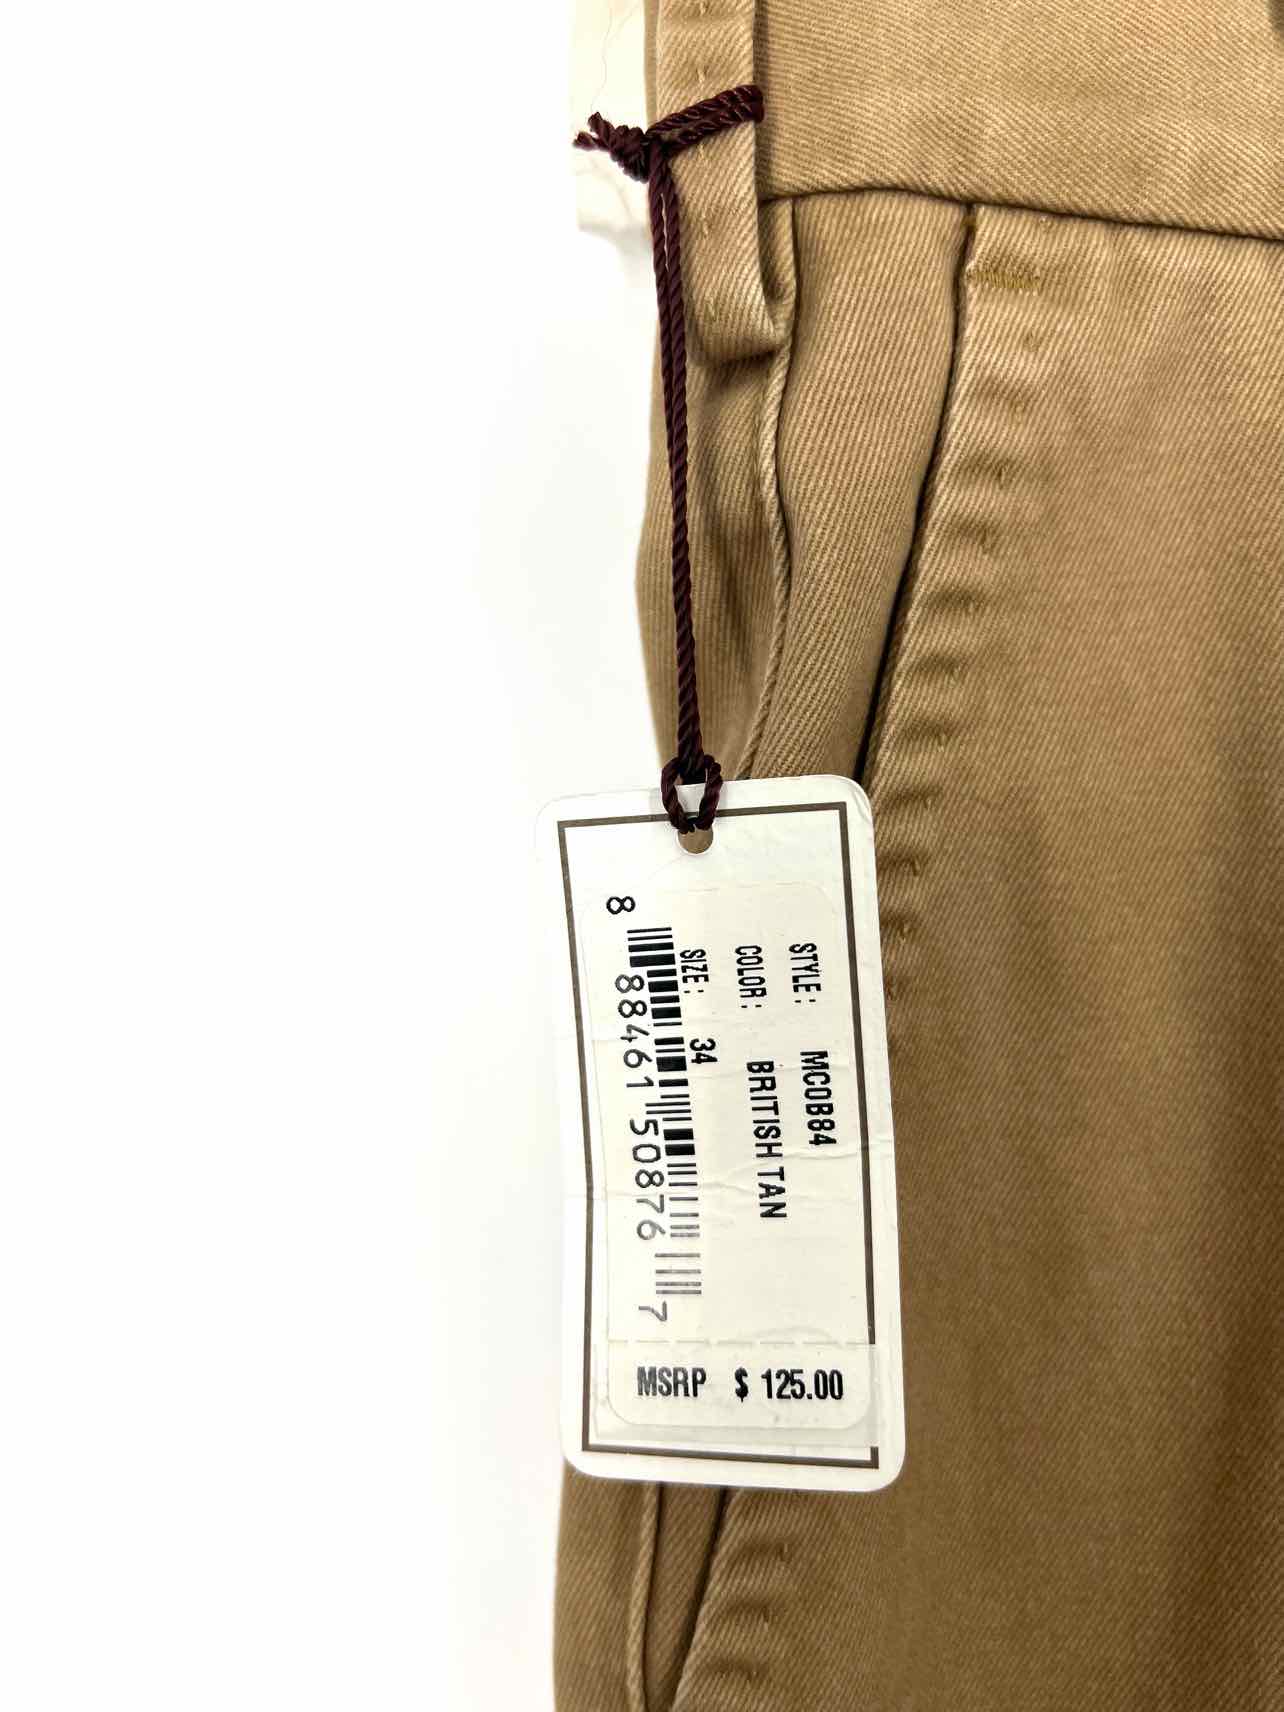 STYLE: MCOB84
COLOR: BRITISH TAN
SIZE: 34
8 88461 50876 7
MSRP $ 125.00